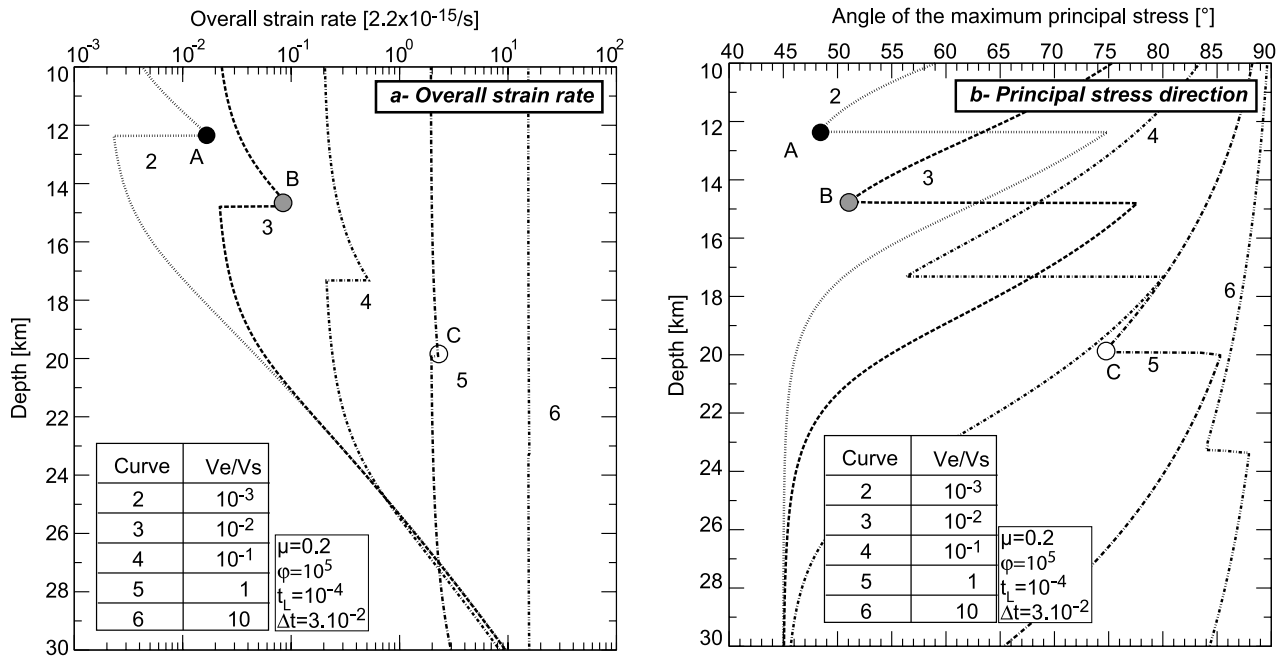 Overall strain rate [2.2x10-15/s]
10-3 10-2 10-1 100 101 102
10
12
14
16
18
20
22
24
26
28
30
Depth [km]
a- Overall strain rate
A
2
B
3
4
C
5
6
Curve Ve/Vs
2 10-3
3 10-2
4 10-1
5 1
6 10
μ=0.2
φ=105
tL=10-4
Δt=3.10-2
Angle of the maximum principal stress [°]
40 45 50 55 60 65 70 75 80 85 90
10
12
14
16
18
20
22
24
26
28
30
Depth [km]
b- Principal stress direction
2
A
4
3
B
6
C
5
Curve Ve/Vs
2 10-3
3 10-2
4 10-1
5 1
6 10
μ=0.2
φ=105
tL=10-4
Δt=3.10-2